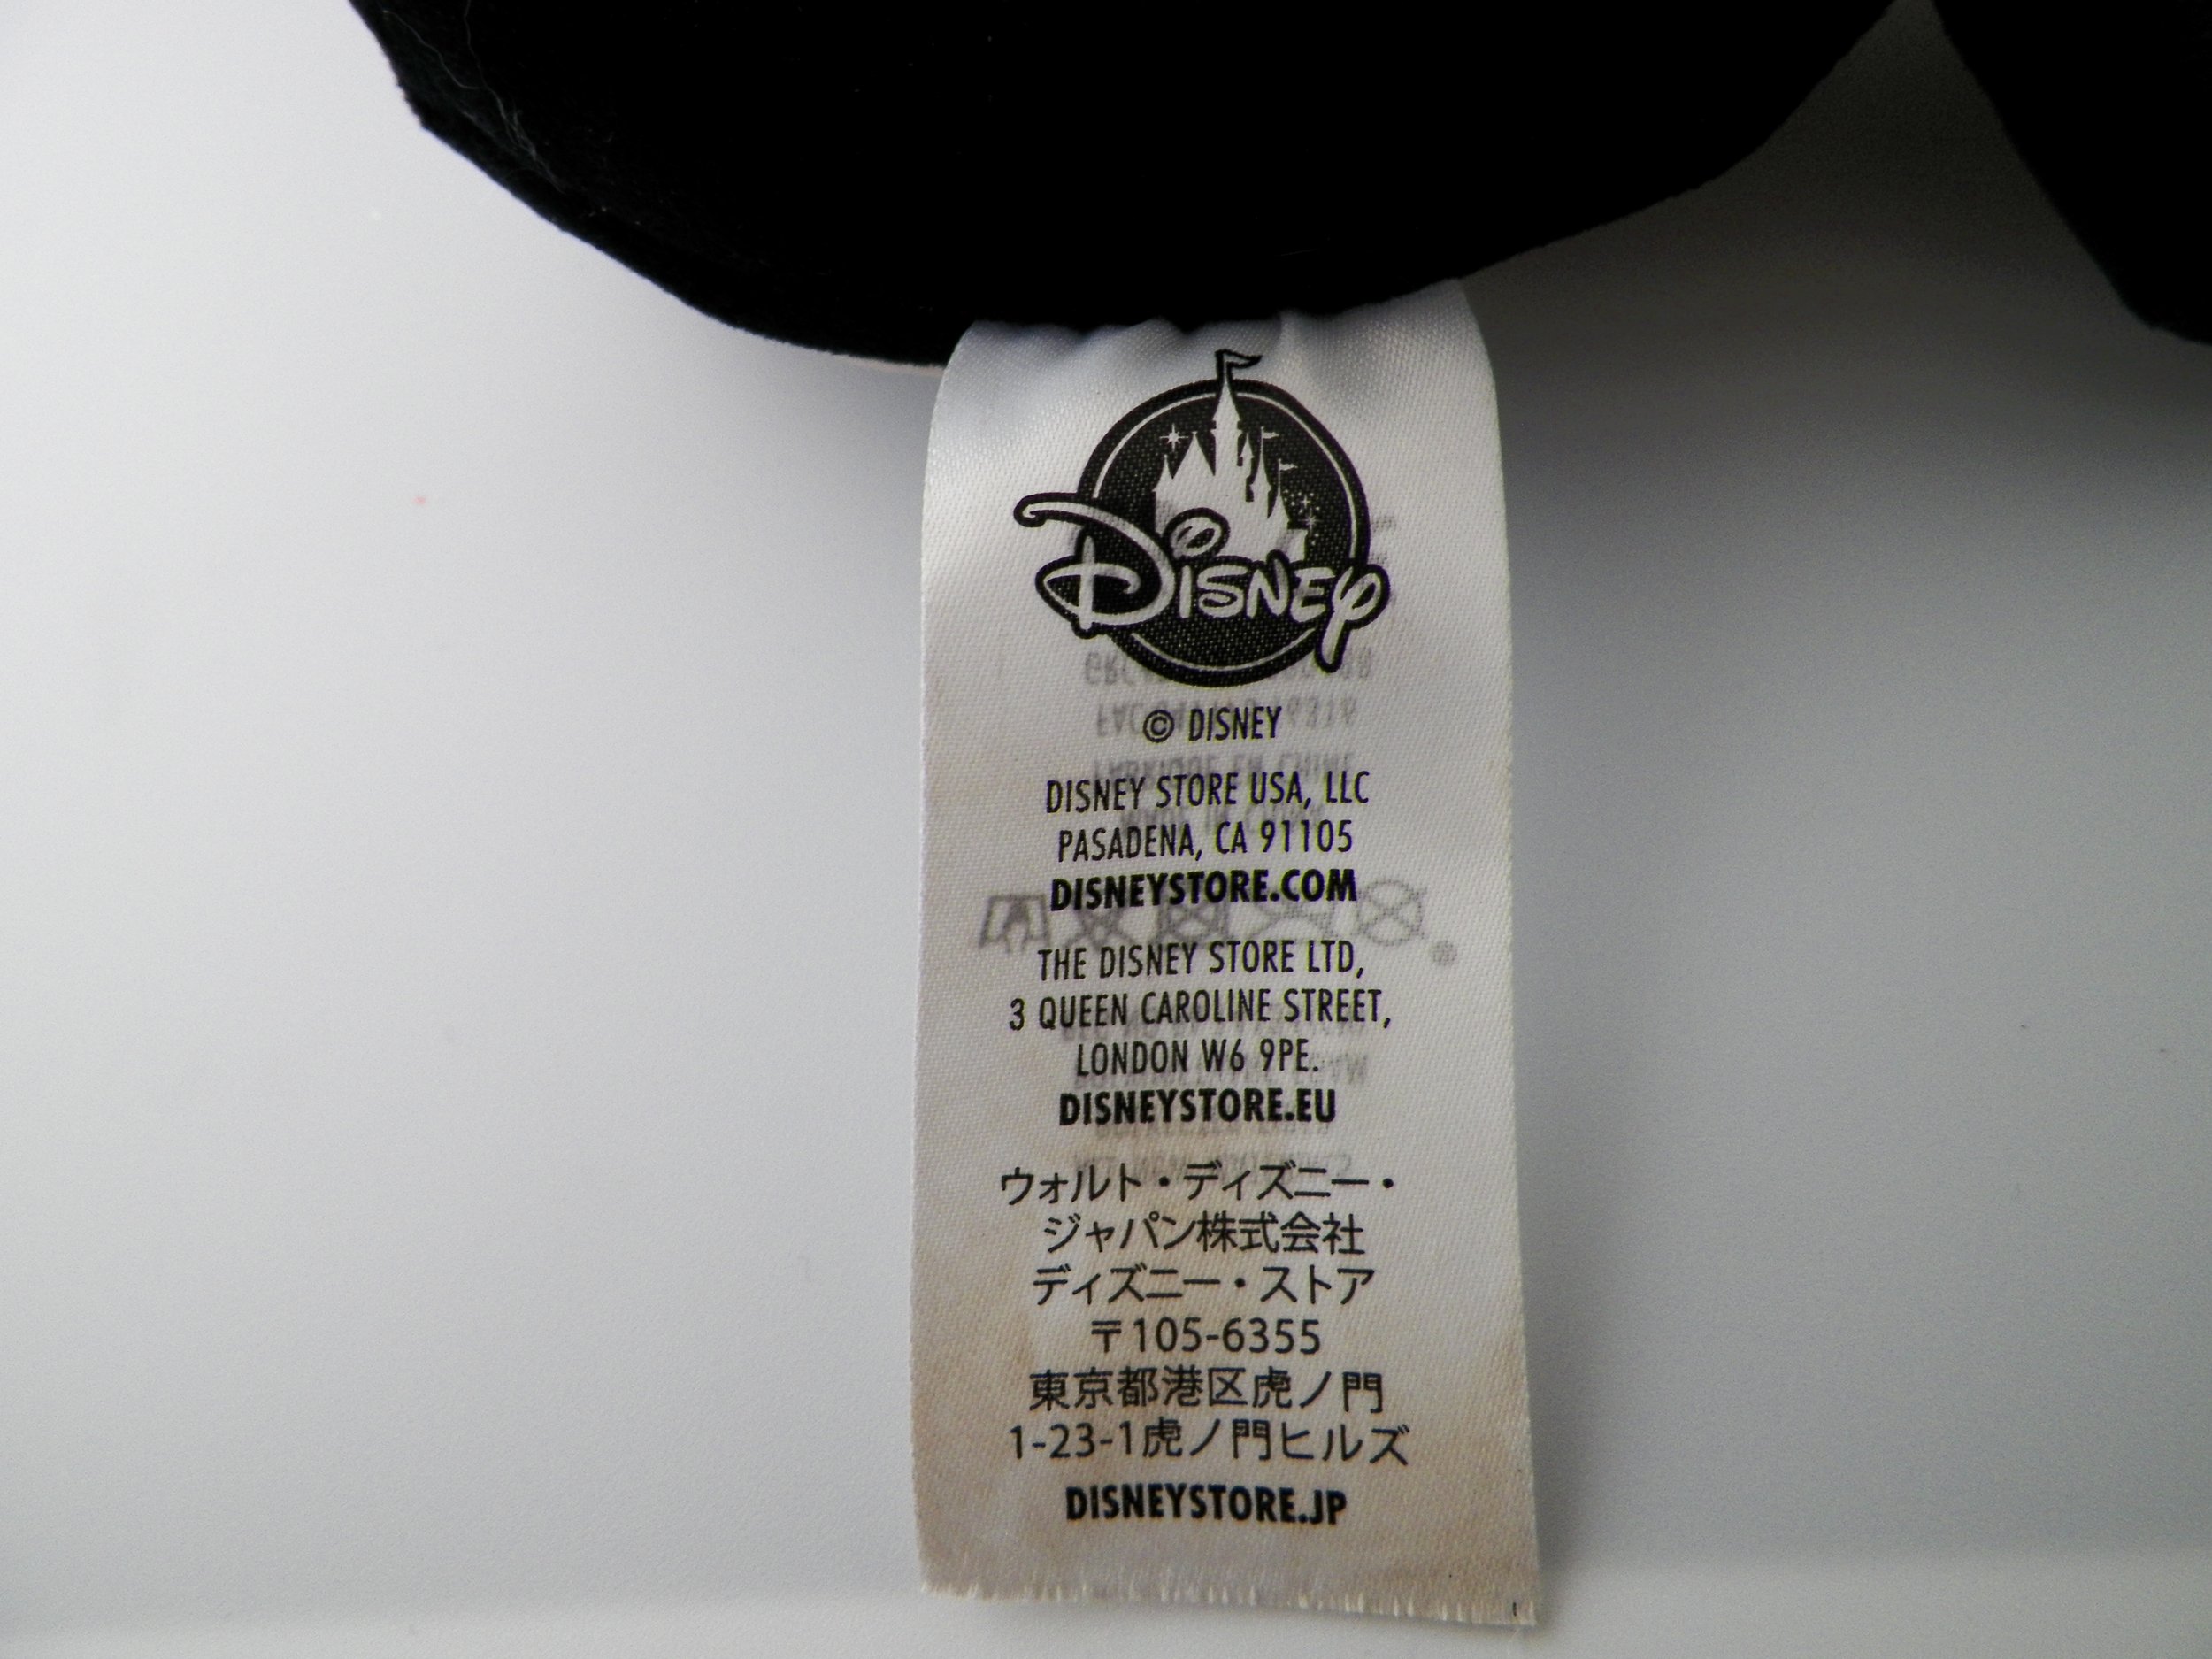 DISNEY
© DISNEY
DISNEY STORE USA, LLC
PASADENA, CA 91105
DISNEYSTORE.COM
THE DISNEY STORE LTD,
3 QUEEN CAROLINE STREET,
LONDON W6 9PE.
DISNEYSTORE.EU
ウォルト・ディズニー・
ジャパン株式会社
ディズニー・ストア
〒105-6355
東京都港区虎ノ門
1-23-1虎ノ門ヒルズ
DISNEYSTORE.JP